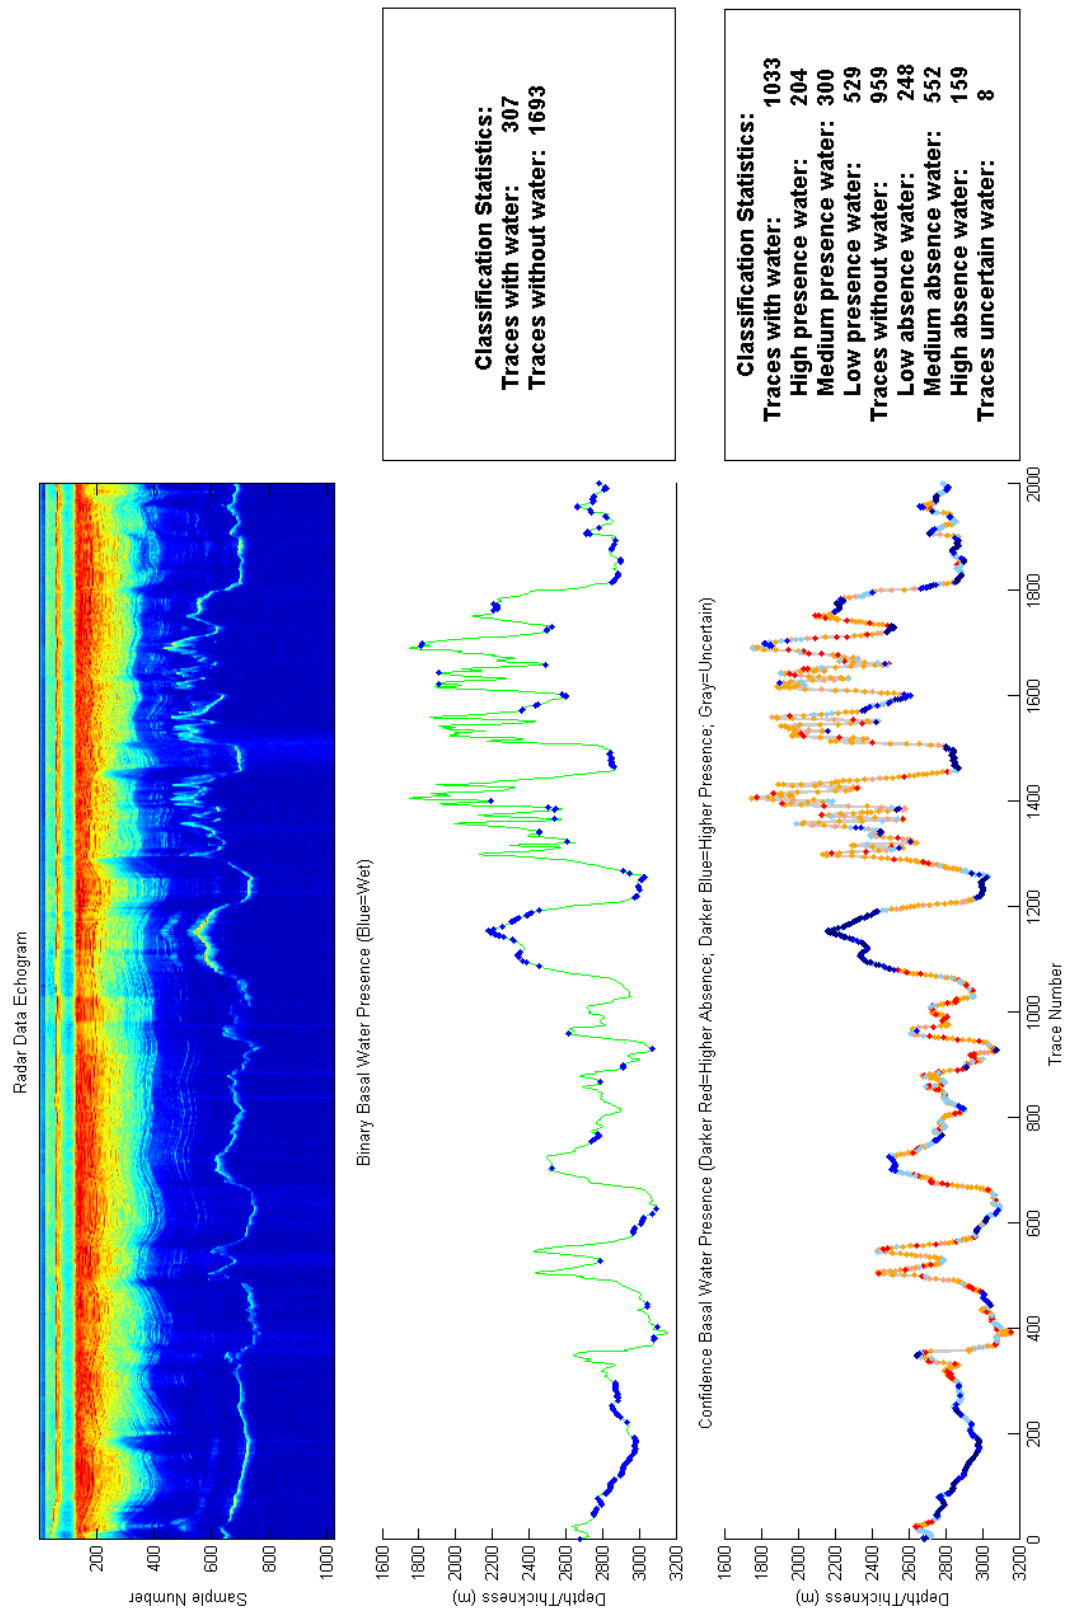 Radar Data Echogram
Sample Number
200
400
600
800
1000
Binary Basal Water Presence (Blue=Wet)
Depth/Thickness (m)
1600
1800
2000
2200
2400
2600
2800
3000
3200
Classification Statistics:
Traces with water: 307
Traces without water: 1693
Confidence Basal Water Presence (Darker Red=Higher Absence; Darker Blue=Higher Presence; Gray=Uncertain)
Depth/Thickness (m)
1600
1800
2000
2200
2400
2600
2800
3000
3200
0 200 400 600 800 1000 1200 1400 1600 1800 2000
Trace Number
Classification Statistics:
Traces with water: 1033
High presence water: 204
Medium presence water: 300
Low presence water: 529
Traces without water: 959
Low absence water: 248
Medium absence water: 552
High absence water: 159
Traces uncertain water: 8